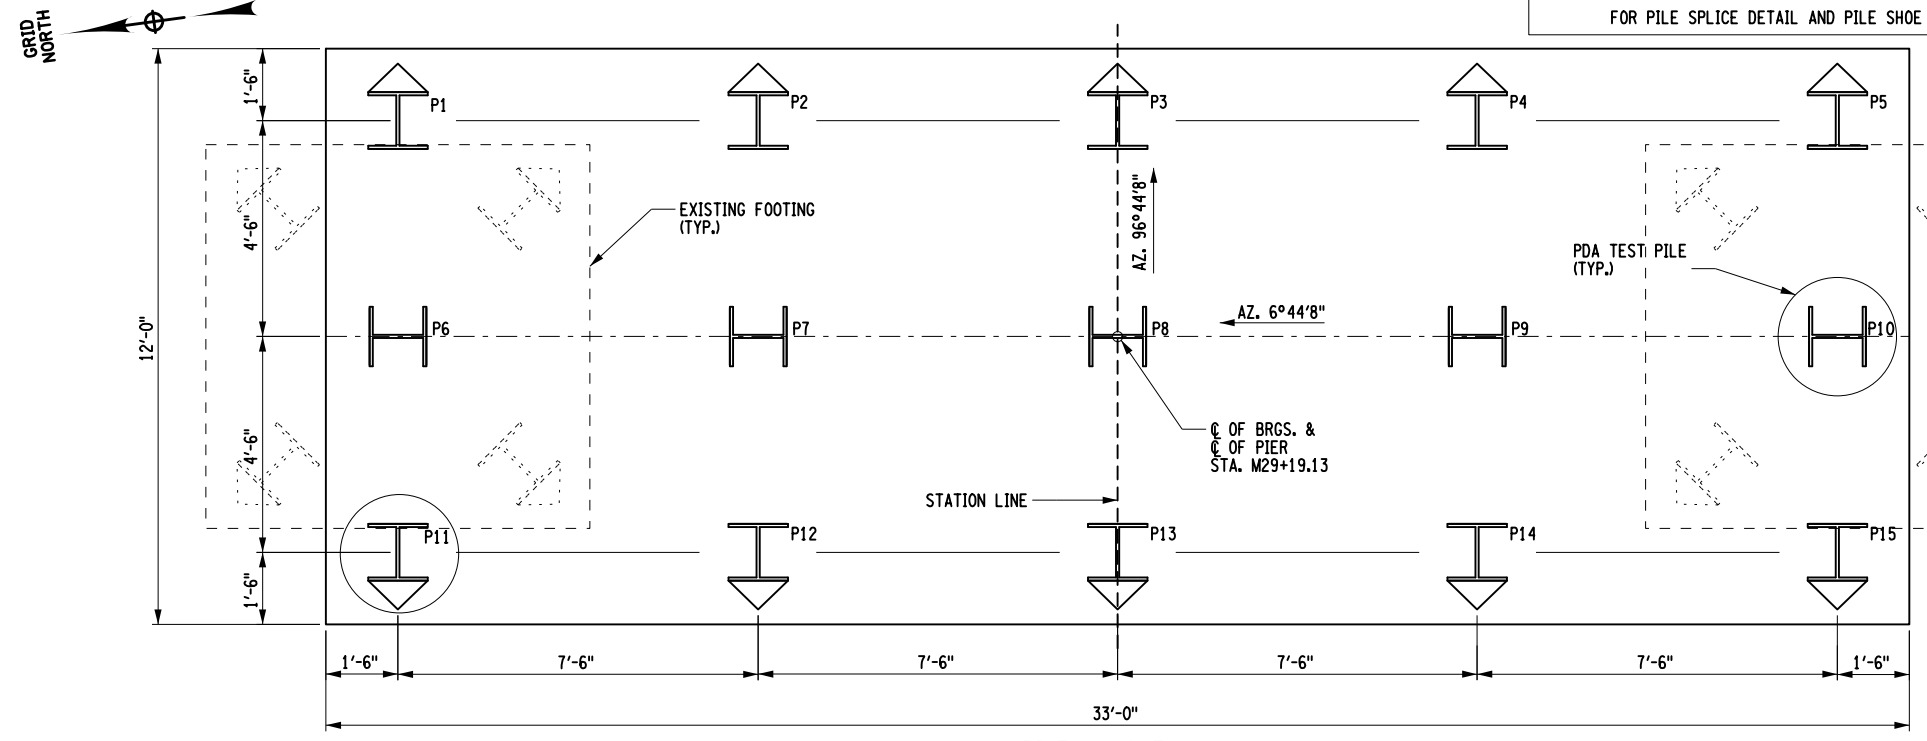 GRID
NORTH
FOR PILE SPLICE DETAIL AND PILE SHOE
1'-6"
P1
P2
P3
P4
P5
4'-6"
EXISTING FOOTING
(TYP.)
AZ. 96°44'8"
PDA TEST PILE
(TYP.)
12'-0"
P6
P7
P8
AZ. 6°44'8"
P9
P10
4'-6"
℄ OF BRGS. &
℄ OF PIER
STA. M29+19.13
STATION LINE
P11
P12
P13
P14
P15
1'-6"
1'-6"
7'-6"
7'-6"
7'-6"
7'-6"
1'-6"
33'-0"